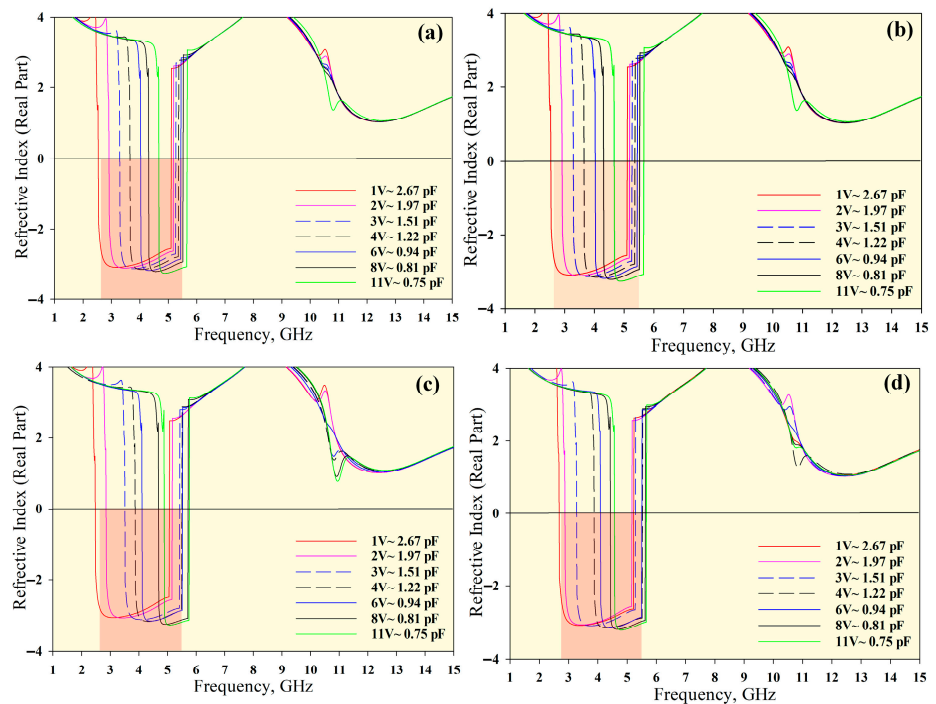 (a)
Refrective Index (Real Part)
4
2
0
−2
−4
1V~ 2.67 pF
2V~ 1.97 pF
3V~ 1.51 pF
4V~ 1.22 pF
6V~ 0.94 pF
8V~ 0.81 pF
11V~ 0.75 pF
1 2 3 4 5 6 7 8 9 10 11 12 13 14 15
Frequency, GHz
(b)
Refrective Index (Real Part)
4
2
0
−2
−4
1V~ 2.67 pF
2V~ 1.97 pF
3V~ 1.51 pF
4V~ 1.22 pF
6V~ 0.94 pF
8V~ 0.81 pF
11V~ 0.75 pF
1 2 3 4 5 6 7 8 9 10 11 12 13 14 15
Frequency, GHz
(c)
Refrective Index (Real Part)
4
2
0
−2
−4
1V~ 2.67 pF
2V~ 1.97 pF
3V~ 1.51 pF
4V~ 1.22 pF
6V~ 0.94 pF
8V~ 0.81 pF
11V~ 0.75 pF
1 2 3 4 5 6 7 8 9 10 11 12 13 14 15
Frequency, GHz
(d)
Refrective Index (Real Part)
4
2
0
−2
−4
1V~ 2.67 pF
2V~ 1.97 pF
3V~ 1.51 pF
4V~ 1.22 pF
6V~ 0.94 pF
8V~ 0.81 pF
11V~ 0.75 pF
1 2 3 4 5 6 7 8 9 10 11 12 13 14 15
Frequency, GHz